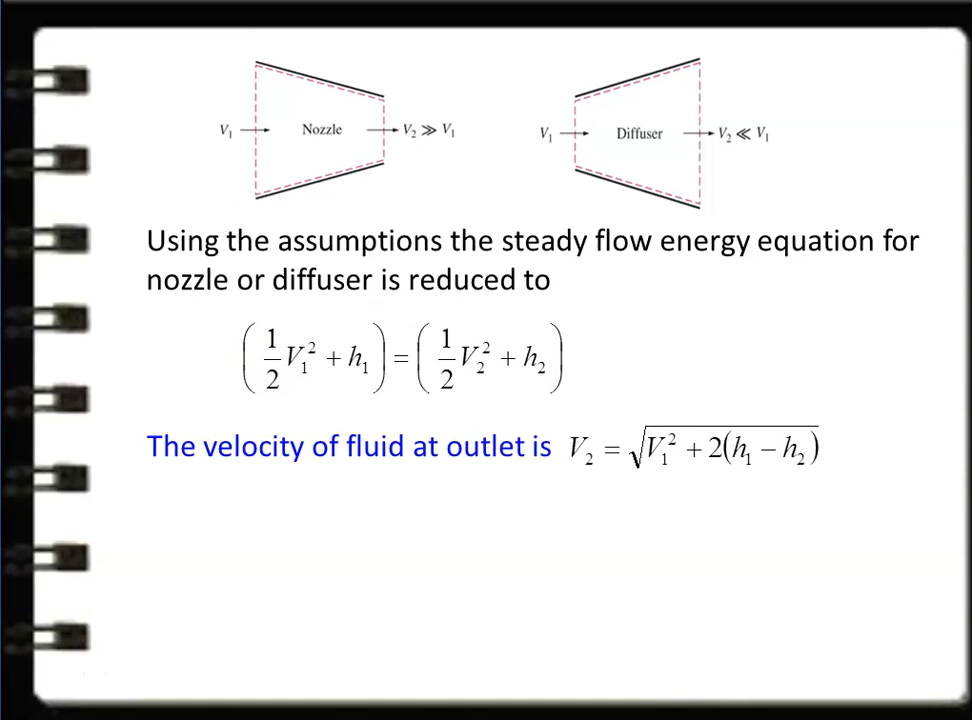 V₁ Nozzle V₂ ≫ V₁ V₁ Diffuser V₂ ≪ V₁
Using the assumptions the steady flow energy equation for
nozzle or diffuser is reduced to
(1/2 V₁² + h₁) = (1/2 V₂² + h₂)
The velocity of fluid at outlet is V₂ = √(V₁² + 2(h₁ − h₂))